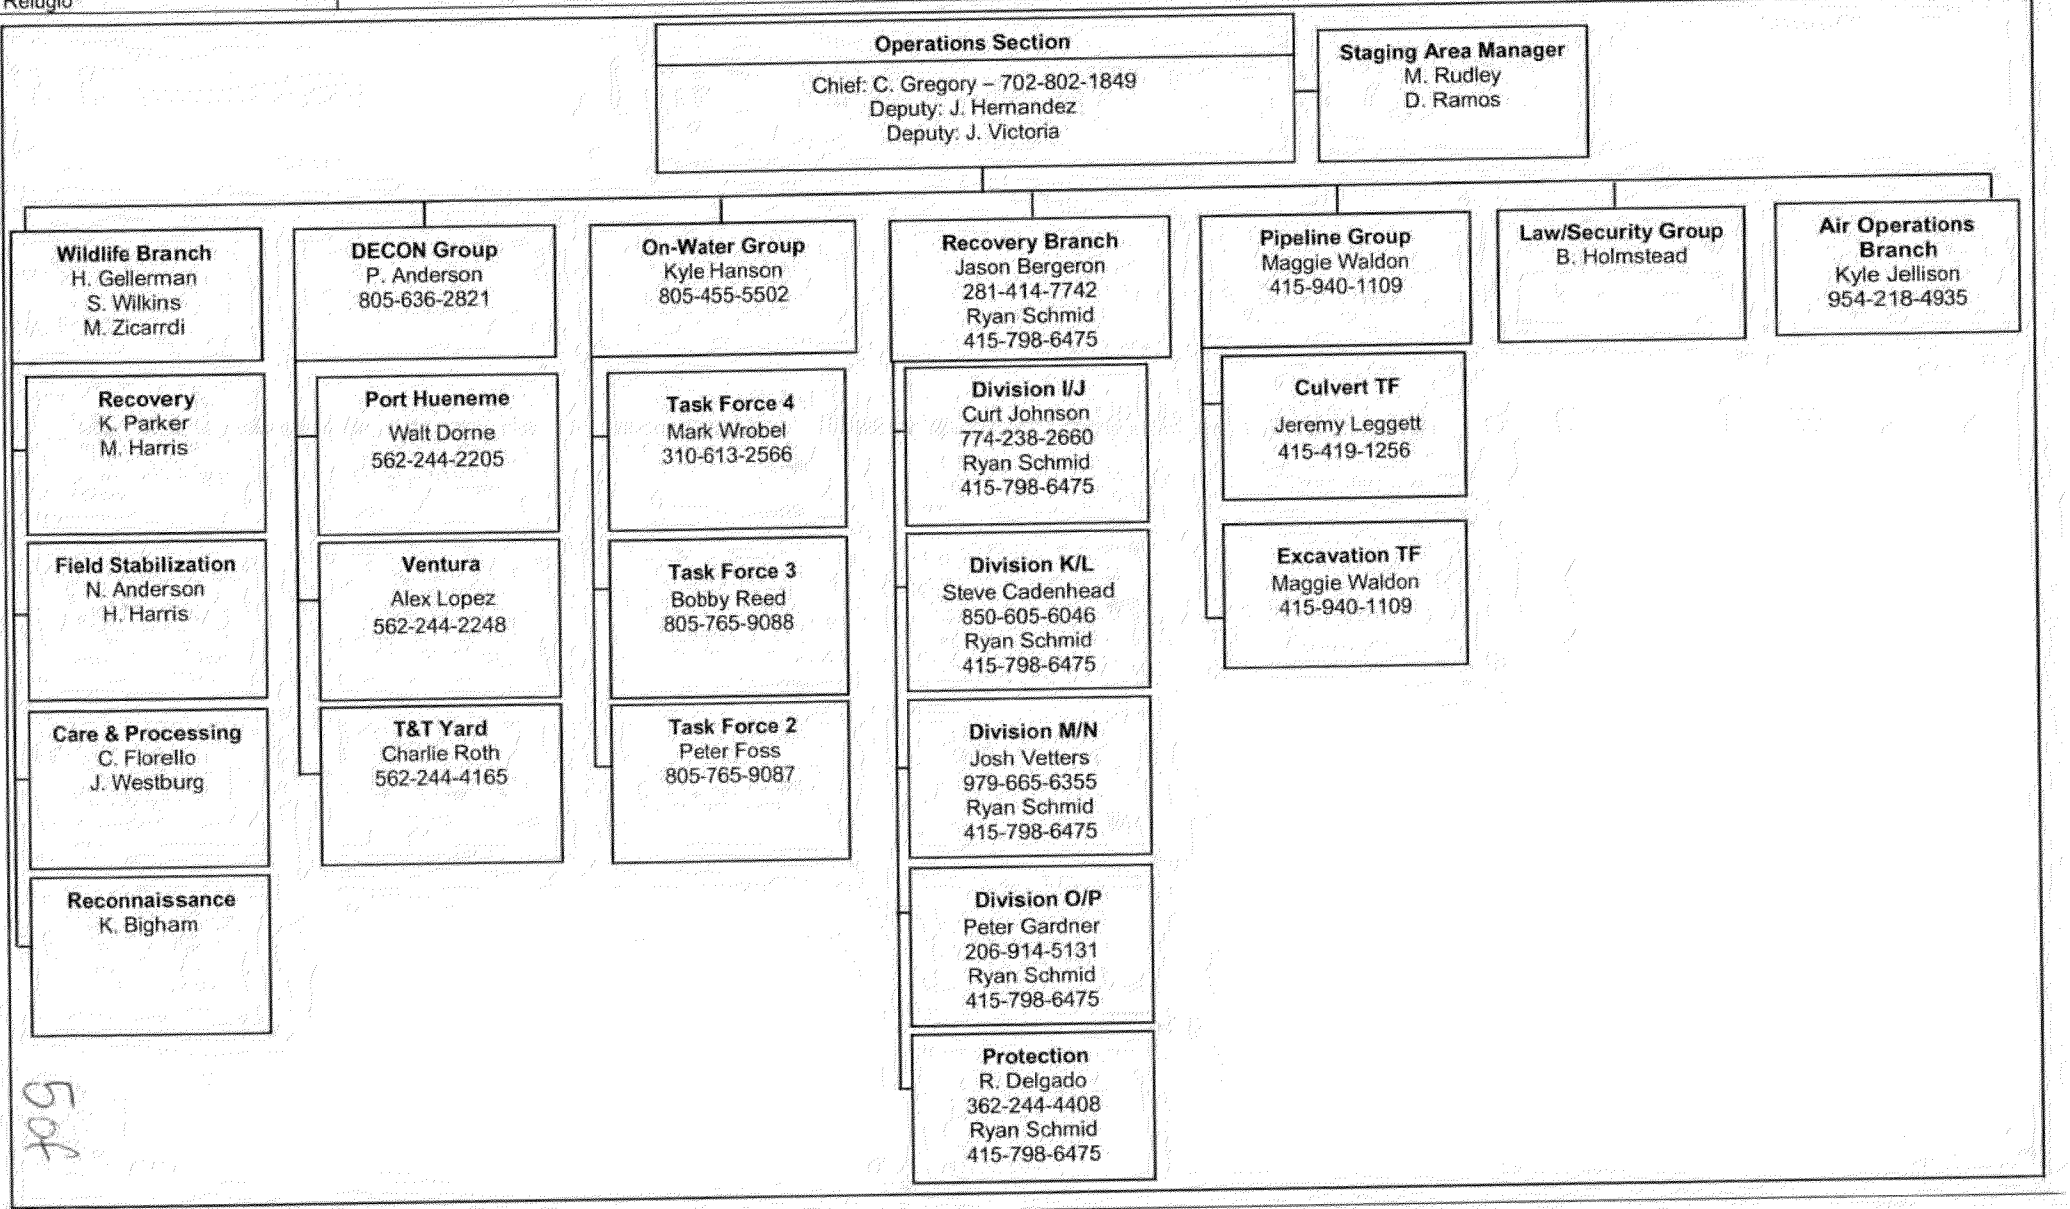 Refugio
Operations Section
Chief: C. Gregory – 702-802-1849
Deputy: J. Hernandez
Deputy: J. Victoria
Staging Area Manager
M. Rudley
D. Ramos
Wildlife Branch
H. Gellerman
S. Wilkins
M. Zicarrdi
DECON Group
P. Anderson
805-636-2821
On-Water Group
Kyle Hanson
805-455-5502
Recovery Branch
Jason Bergeron
281-414-7742
Ryan Schmid
415-798-6475
Pipeline Group
Maggie Waldon
415-940-1109
Law/Security Group
B. Holmstead
Air Operations
Branch
Kyle Jellison
954-218-4935
Recovery
K. Parker
M. Harris
Field Stabilization
N. Anderson
H. Harris
Care & Processing
C. Florello
J. Westburg
Reconnaissance
K. Bigham
Port Hueneme
Walt Dorne
562-244-2205
Ventura
Alex Lopez
562-244-2248
T&T Yard
Charlie Roth
562-244-4165
Task Force 4
Mark Wrobel
310-613-2566
Task Force 3
Bobby Reed
805-765-9088
Task Force 2
Peter Foss
805-765-9087
Division I/J
Curt Johnson
774-238-2660
Ryan Schmid
415-798-6475
Division K/L
Steve Cadenhead
850-605-6046
Ryan Schmid
415-798-6475
Division M/N
Josh Vetters
979-665-6355
Ryan Schmid
415-798-6475
Division O/P
Peter Gardner
206-914-5131
Ryan Schmid
415-798-6475
Protection
R. Delgado
362-244-4408
Ryan Schmid
415-798-6475
Culvert TF
Jeremy Leggett
415-419-1256
Excavation TF
Maggie Waldon
415-940-1109